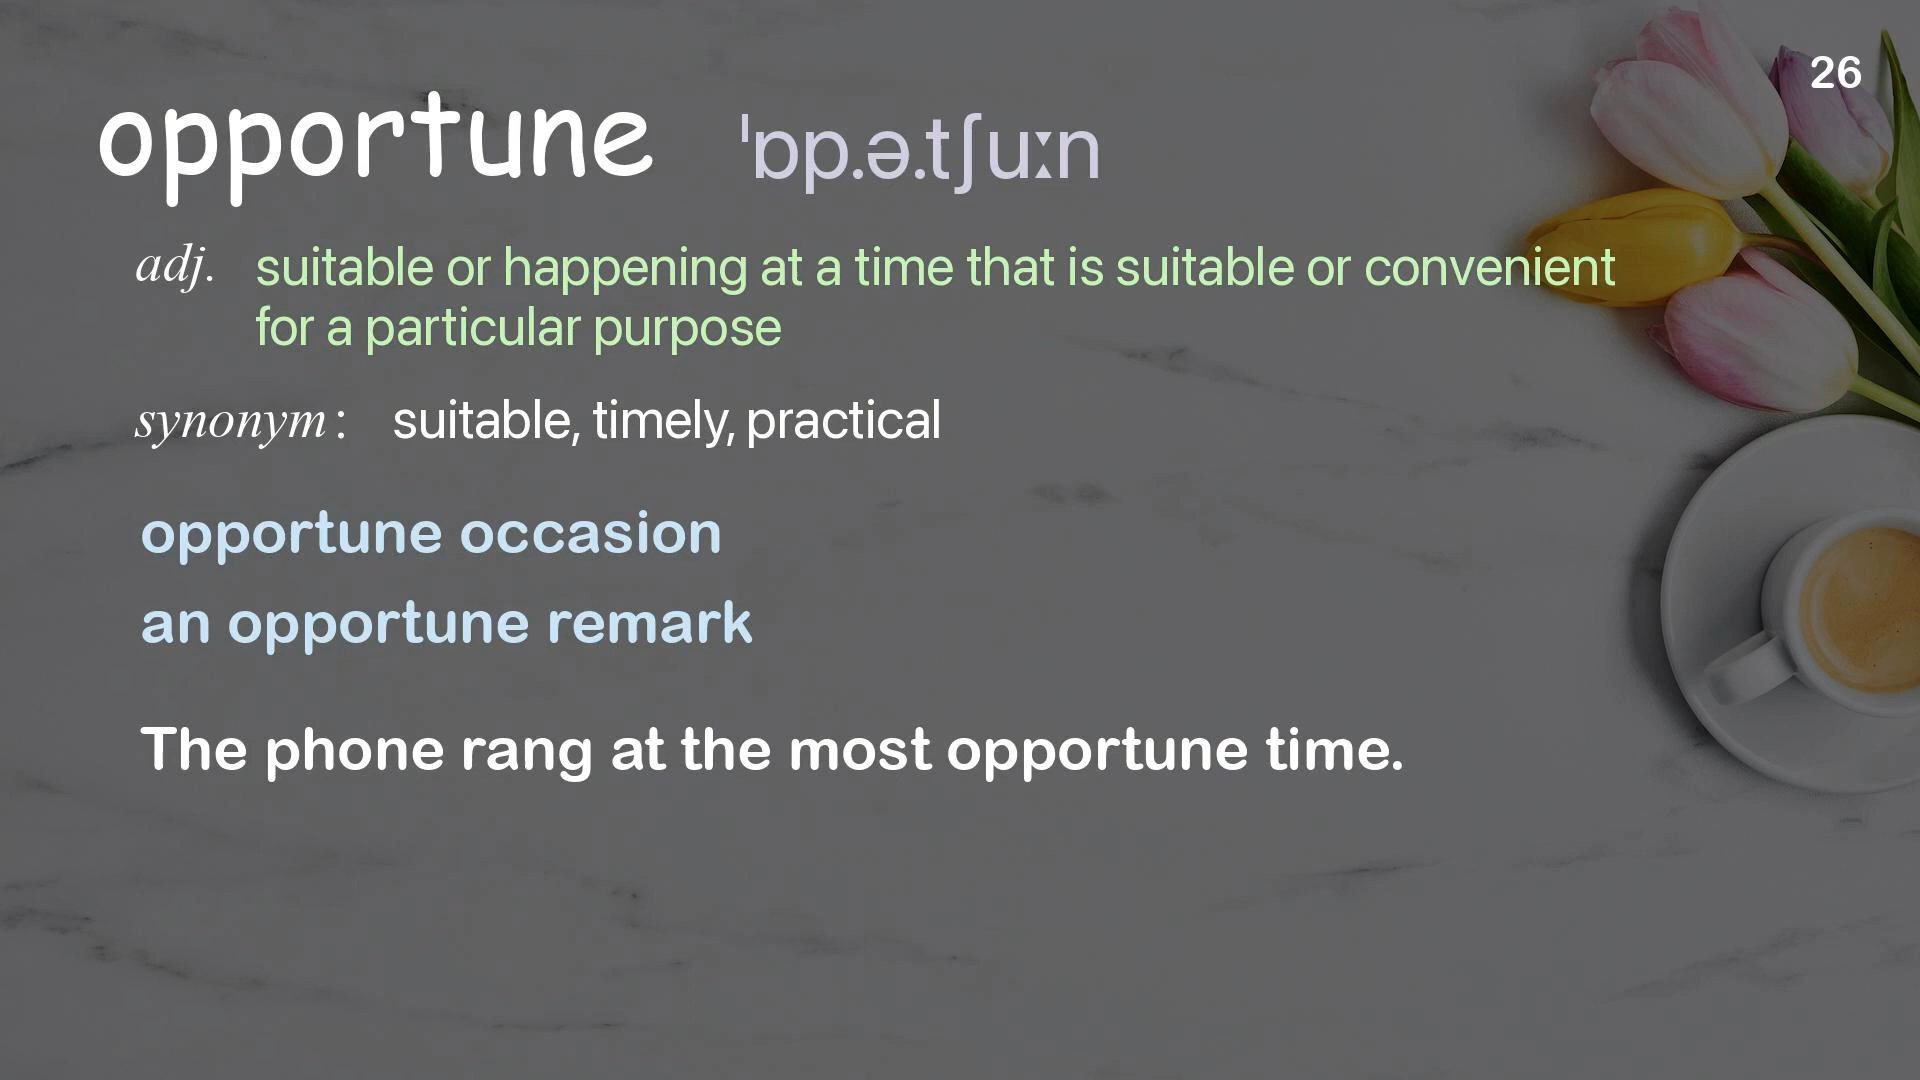 26
opportune ˈɒp.ə.tʃuːn
adj. suitable or happening at a time that is suitable or convenient
for a particular purpose
synonym: suitable, timely, practical
opportune occasion
an opportune remark
The phone rang at the most opportune time.